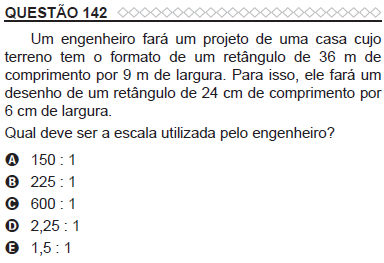 QUESTÃO 142
Um engenheiro fará um projeto de uma casa cujo
terreno tem o formato de um retângulo de 36 m de
comprimento por 9 m de largura. Para isso, ele fará um
desenho de um retângulo de 24 cm de comprimento por
6 cm de largura.
Qual deve ser a escala utilizada pelo engenheiro?
A 150 : 1
B 225 : 1
C 600 : 1
D 2,25 : 1
E 1,5 : 1